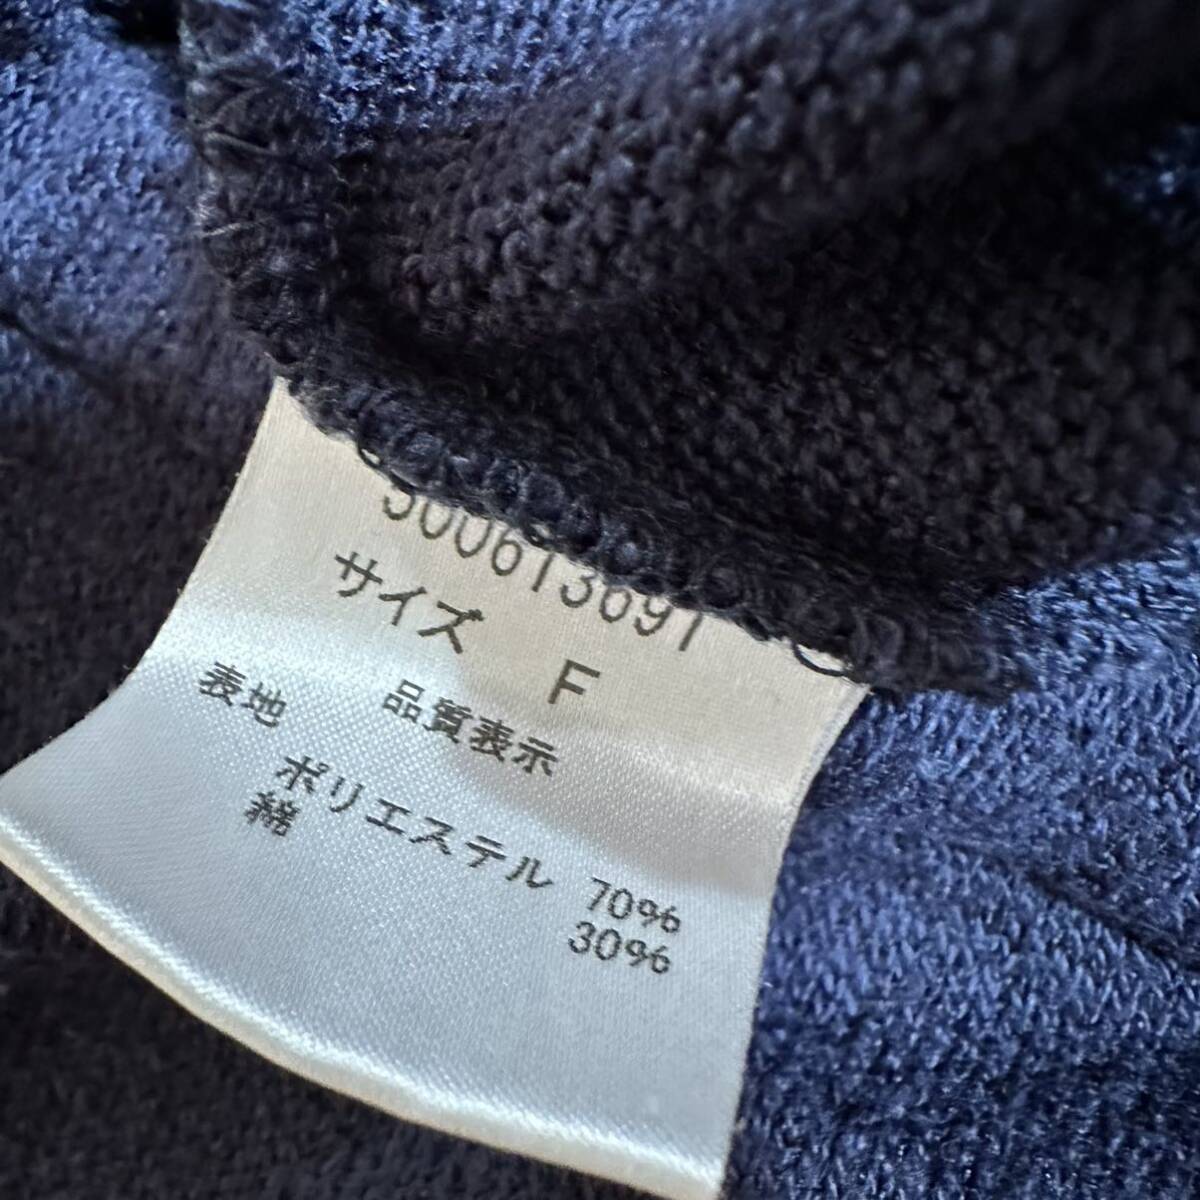 サイズ F
品質表示
表地
ポリエステル 70%
綿 30%